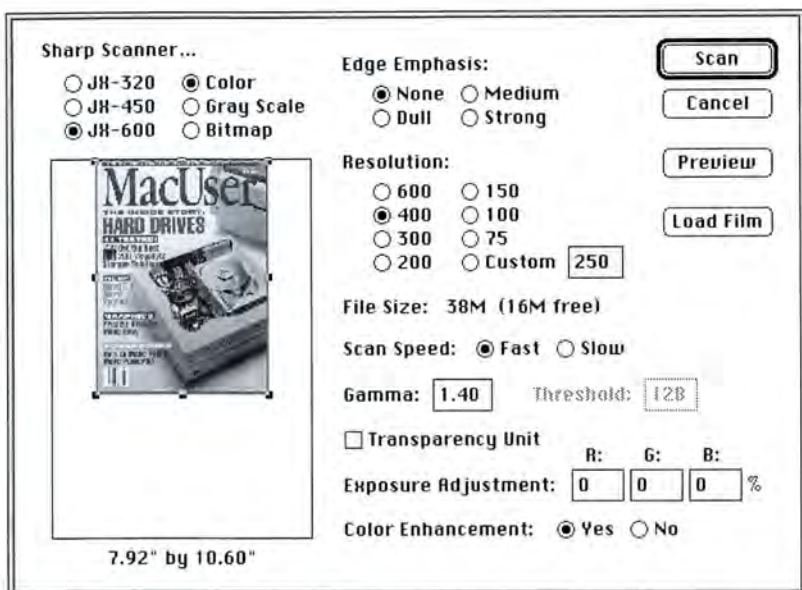 Sharp Scanner...
JX-320 Color
JX-450 Gray Scale
JX-600 Bitmap
MacUser
THE INSIDE STORY:
HARD DRIVES
7.92" by 10.60"
Edge Emphasis:
None Medium
Dull Strong
Resolution:
600 150
400 100
300 75
200 Custom 250
File Size: 38M (16M free)
Scan Speed: Fast Slow
Gamma: 1.40 Threshold: 128
Transparency Unit
R: G: B:
Exposure Adjustment: 0 0 0 %
Color Enhancement: Yes No
Scan
Cancel
Preview
Load Film